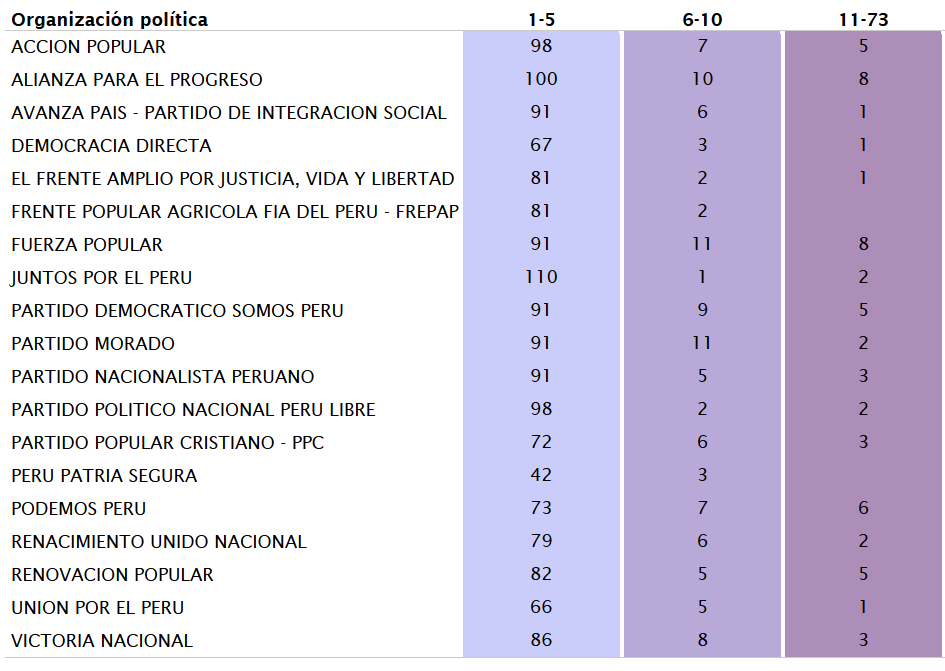 Organización política 1-5 6-10 11-73
ACCION POPULAR 98 7 5
ALIANZA PARA EL PROGRESO 100 10 8
AVANZA PAIS - PARTIDO DE INTEGRACION SOCIAL 91 6 1
DEMOCRACIA DIRECTA 67 3 1
EL FRENTE AMPLIO POR JUSTICIA, VIDA Y LIBERTAD 81 2 1
FRENTE POPULAR AGRICOLA FIA DEL PERU - FREPAP 81 2
FUERZA POPULAR 91 11 8
JUNTOS POR EL PERU 110 1 2
PARTIDO DEMOCRATICO SOMOS PERU 91 9 5
PARTIDO MORADO 91 11 2
PARTIDO NACIONALISTA PERUANO 91 5 3
PARTIDO POLITICO NACIONAL PERU LIBRE 98 2 2
PARTIDO POPULAR CRISTIANO - PPC 72 6 3
PERU PATRIA SEGURA 42 3
PODEMOS PERU 73 7 6
RENACIMIENTO UNIDO NACIONAL 79 6 2
RENOVACION POPULAR 82 5 5
UNION POR EL PERU 66 5 1
VICTORIA NACIONAL 86 8 3